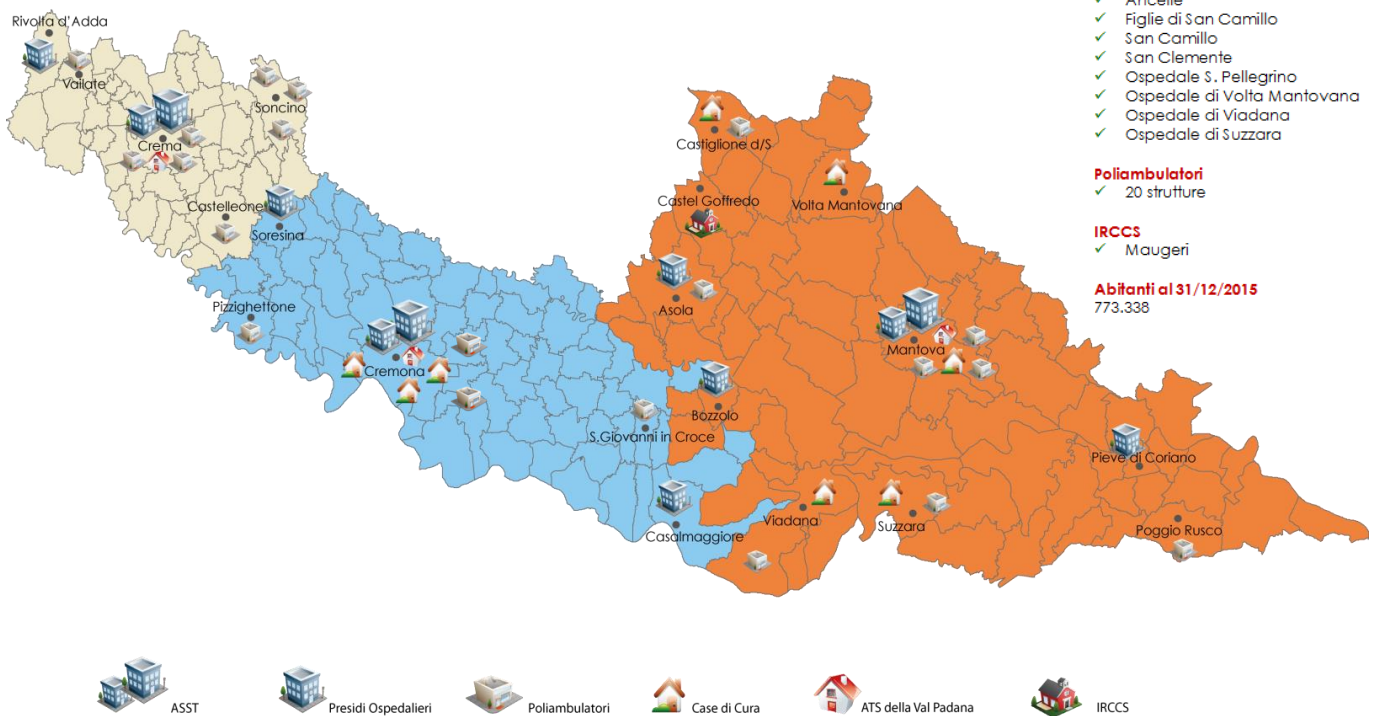 Rivolta d'Adda
Vailate
Soncino
Crema
Castelleone
Soresina
Pizzighettone
Cremona
S.Giovanni in Croce
Casalmaggiore
Castiglione d/S
Castel Goffredo
Volta Mantovana
Asola
Mantova
Bozzolo
Viadana
Suzzara
Pieve di Coriano
Poggio Rusco
Ancelle
✓ Figlie di San Camillo
✓ San Camillo
✓ San Clemente
✓ Ospedale S. Pellegrino
✓ Ospedale di Volta Mantovana
✓ Ospedale di Viadana
✓ Ospedale di Suzzara
Poliambulatori
✓ 20 strutture
IRCCS
✓ Maugeri
Abitanti al 31/12/2015
773.338
ASST
Presidi Ospedalieri
Poliambulatori
Case di Cura
ATS della Val Padana
IRCCS